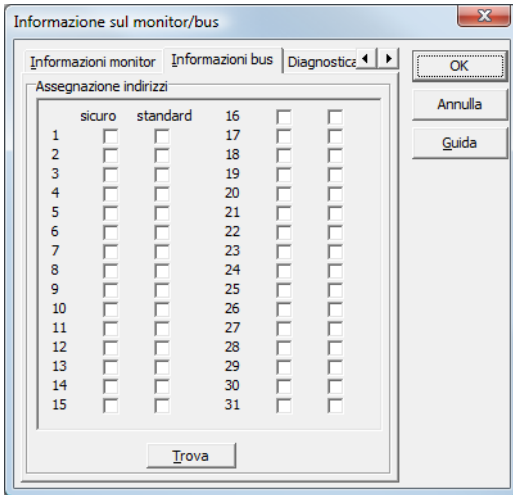 Informazione sul monitor/bus
Informazioni monitor Informazioni bus Diagnostica
OK
Annulla
Guida
Assegnazione indirizzi
sicuro standard 16
1 17
2 18
3 19
4 20
5 21
6 22
7 23
8 24
9 25
10 26
11 27
12 28
13 29
14 30
15 31
Trova